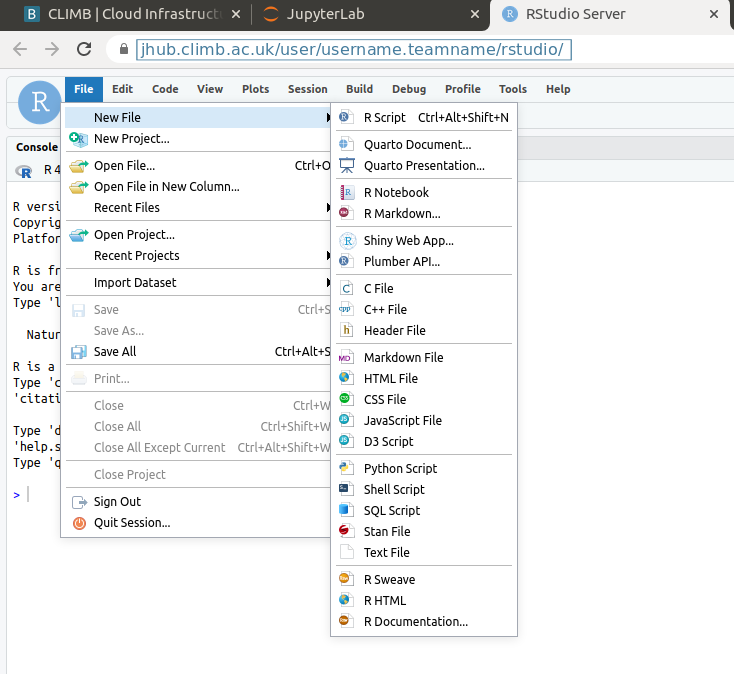 B CLIMB | Cloud Infrastruct
JupyterLab
R RStudio Server
jhub.climb.ac.uk/user/username.teamname/rstudio/
R
File Edit Code View Plots Session Build Debug Profile Tools Help
Console
R 4
R versi
Copyrig
Platfor
R is fr
You are
Type 'l
Natur
R is a
Type 'c
'citati
Type 'd
'help.s
Type 'q
>
New File
New Project...
Open File... Ctrl+O
Open File in New Column...
Recent Files
Open Project...
Recent Projects
Import Dataset
Save Ctrl+S
Save As...
Save All Ctrl+Alt+S
Print...
Close Ctrl+W
Close All Ctrl+Shift+W
Close All Except Current Ctrl+Alt+Shift+W
Close Project
Sign Out
Quit Session...
R Script Ctrl+Alt+Shift+N
Quarto Document...
Quarto Presentation...
R Notebook
R Markdown...
Shiny Web App...
Plumber API...
C File
C++ File
Header File
Markdown File
HTML File
CSS File
JavaScript File
D3 Script
Python Script
Shell Script
SQL Script
Stan File
Text File
R Sweave
R HTML
R Documentation...